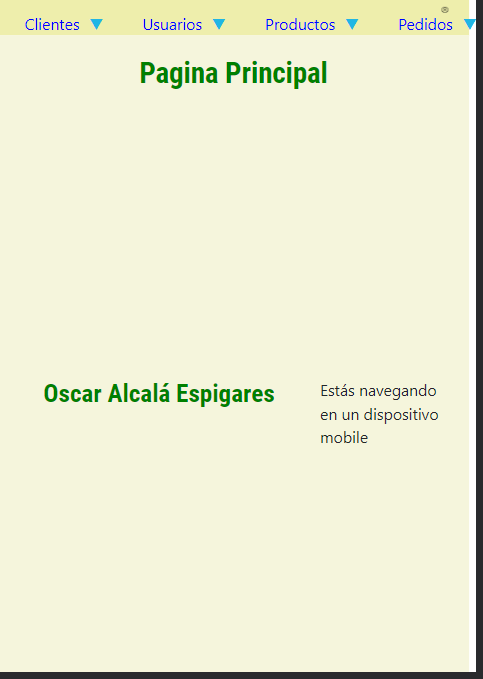 ®
Clientes ▼ Usuarios ▼ Productos ▼ Pedidos ▼
Pagina Principal
Oscar Alcalá Espigares
Estás navegando
en un dispositivo
mobile